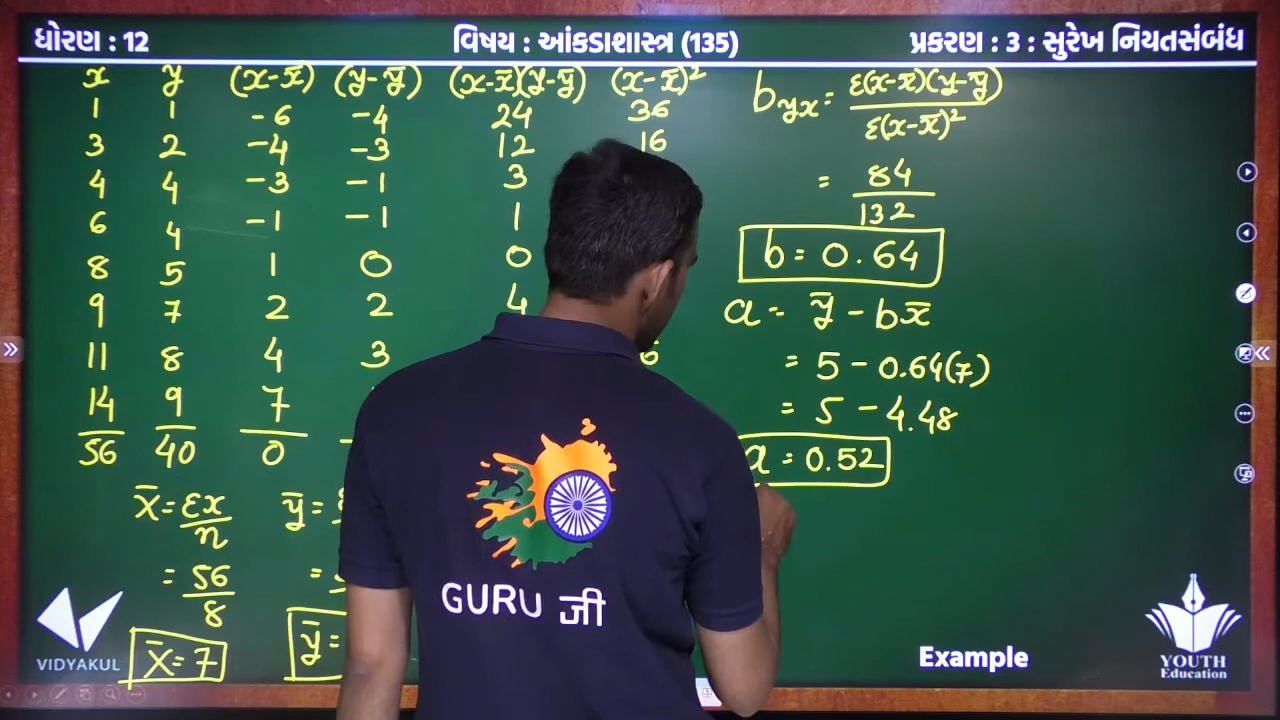 ધોરણ : 12 વિષય : આંકડાશાસ્ત્ર (135) પ્રકરણ : 3 : સુરેખ નિયતસંબંધ
x y (x-x̄) (y-ȳ) (x-x̄)(y-ȳ) (x-x̄)²
1 1 -6 -4 24 36
3 2 -4 -3 12 16
4 4 -3 -1 3
6 4 -1 -1 1
8 5 1 0 0
9 7 2 2 4
11 8 4 3
14 9 7
56 40 0
x̄ = Σx/n
= 56/8
x̄ = 7
ȳ =
=
ȳ =
b yx = Σ(x-x̄)(y-ȳ) / Σ(x-x̄)²
= 84/132
b = 0.64
a = ȳ - bx̄
= 5 - 0.64(7)
= 5 - 4.48
a = 0.52
GURU जी
VIDYAKUL
Example
YOUTH
Education